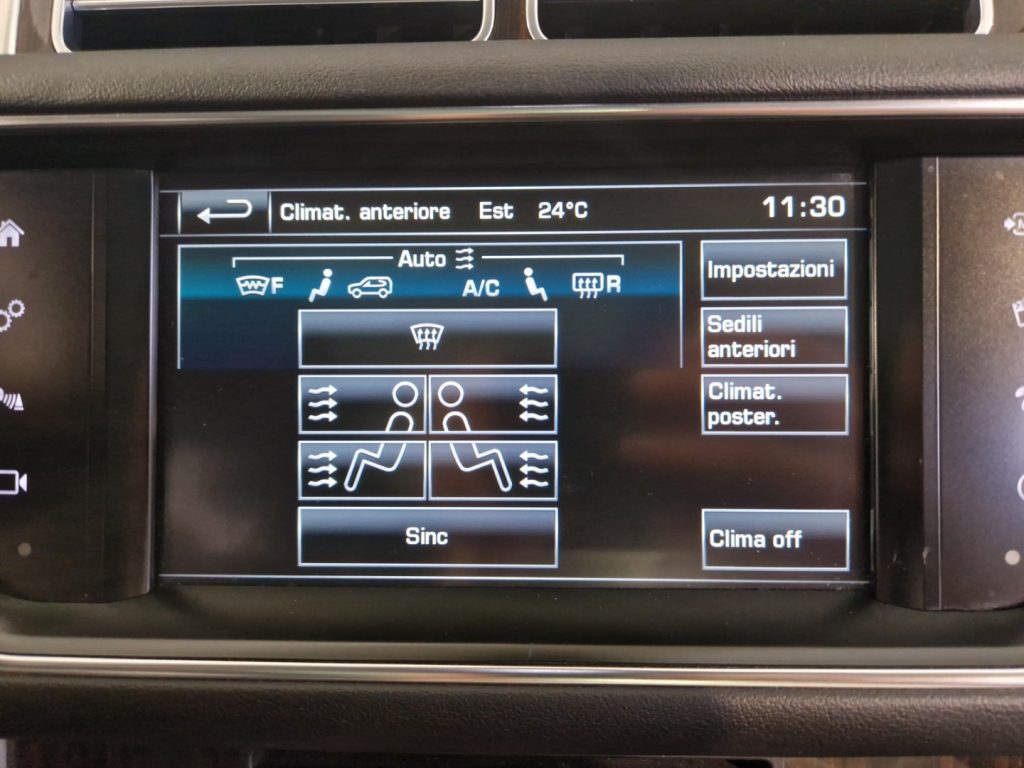 Climat. anteriore Est 24°C 11:30
Auto
F A/C R
Impostazioni
Sedili
anteriori
Climat.
poster.
Sinc
Clima off